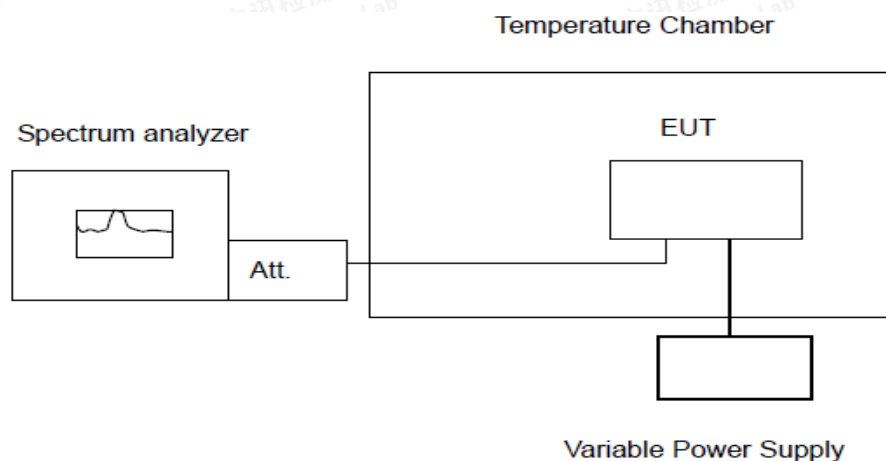 Temperature Chamber
Spectrum analyzer
EUT
Att.
Variable Power Supply